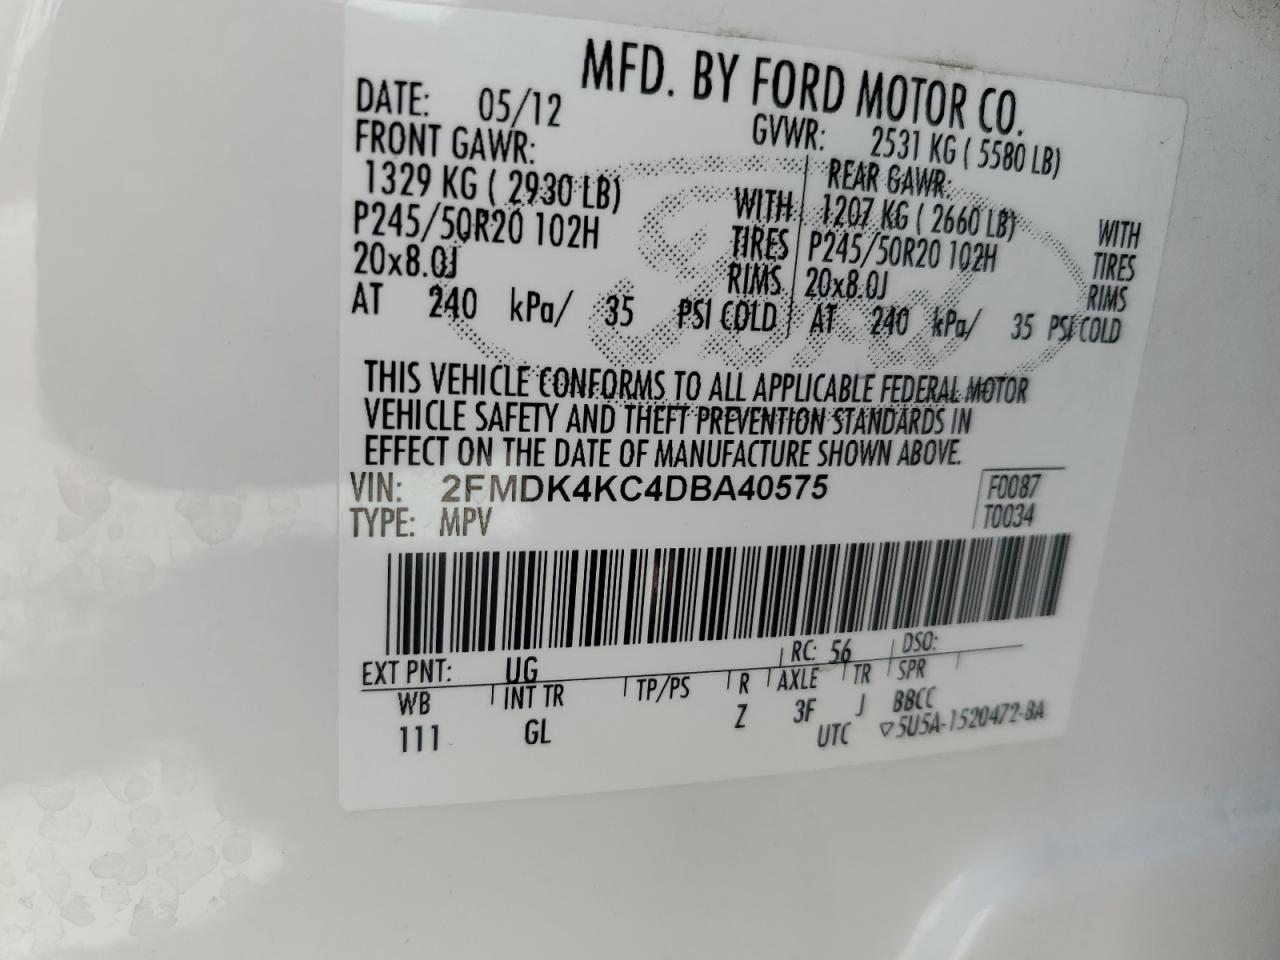 MFD. BY FORD MOTOR CO.
DATE: 05/12 GVWR: 2531 KG ( 5580 LB)
FRONT GAWR: REAR GAWR:
1329 KG ( 2930 LB) WITH 1207 KG ( 2660 LB) WITH
P245/50R20 102H TIRES P245/50R20 102H TIRES
20x8.0J RIMS 20x8.0J RIMS
AT 240 kPa/ 35 PSI COLD AT 240 kPa/ 35 PSI COLD
Ford
THIS VEHICLE CONFORMS TO ALL APPLICABLE FEDERAL MOTOR
VEHICLE SAFETY AND THEFT PREVENTION STANDARDS IN
EFFECT ON THE DATE OF MANUFACTURE SHOWN ABOVE.
VIN: 2FMDK4KC4DBA40575 F0087
TYPE: MPV T0034
EXT PNT: UG RC: 56 DSO:
WB INT TR TP/PS R AXLE TR SPR
111 GL Z 3F J BBCC
UTC ▽5U5A-1520472-BA